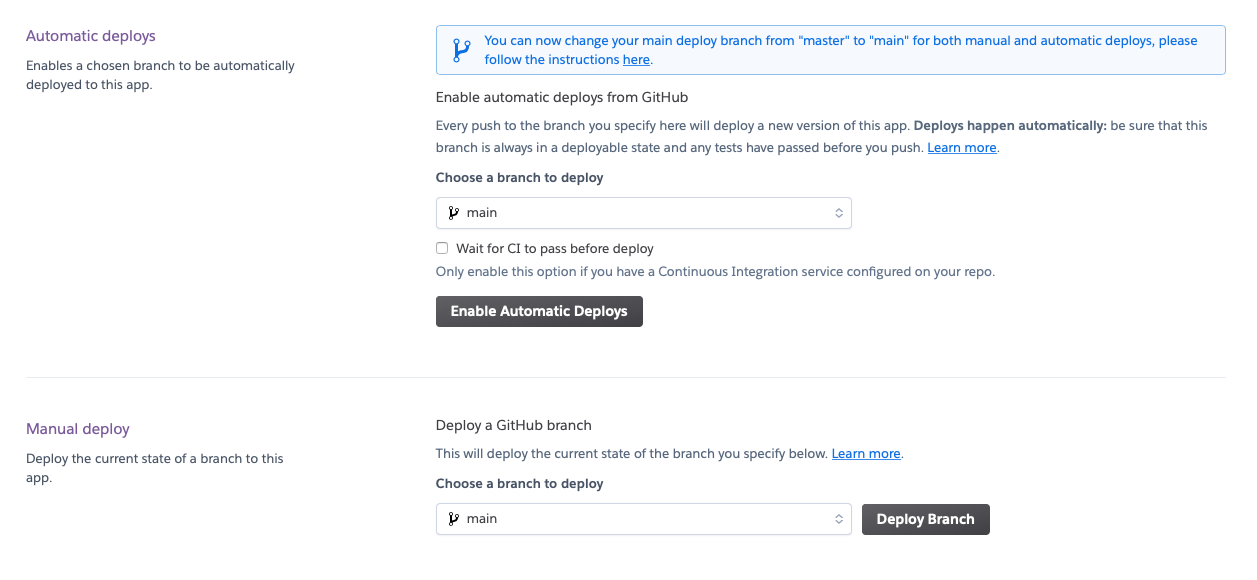 Automatic deploys
Enables a chosen branch to be automatically
deployed to this app.
You can now change your main deploy branch from "master" to "main" for both manual and automatic deploys, please
follow the instructions here.
Enable automatic deploys from GitHub
Every push to the branch you specify here will deploy a new version of this app. Deploys happen automatically: be sure that this
branch is always in a deployable state and any tests have passed before you push. Learn more.
Choose a branch to deploy
main
Wait for CI to pass before deploy
Only enable this option if you have a Continuous Integration service configured on your repo.
Enable Automatic Deploys
Manual deploy
Deploy the current state of a branch to this
app.
Deploy a GitHub branch
This will deploy the current state of the branch you specify below. Learn more.
Choose a branch to deploy
main
Deploy Branch